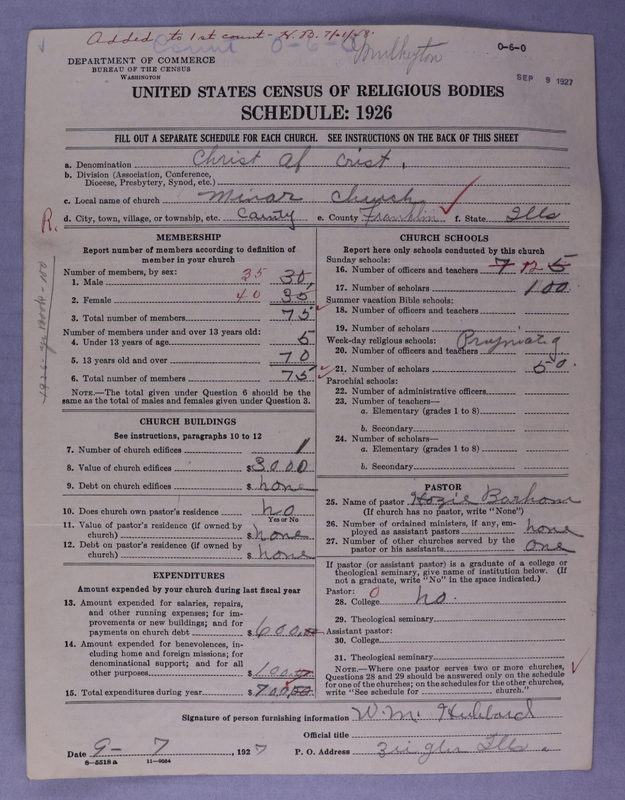 Added to 1st count - H.B. 7/21/28.
Count 0-6-0
0-6-0
DEPARTMENT OF COMMERCE
BUREAU OF THE CENSUS
WASHINGTON
SEP 9 1927
UNITED STATES CENSUS OF RELIGIOUS BODIES
SCHEDULE: 1926
FILL OUT A SEPARATE SCHEDULE FOR EACH CHURCH. SEE INSTRUCTIONS ON THE BACK OF THIS SHEET
a. Denomination Christ of Crist.
b. Division (Association, Conference,
Diocese, Presbytery, Synod, etc.)
c. Local name of church Minar Church
R.
d. City, town, village, or township, etc. County e. County Franklin f. State Ills
MEMBERSHIP
Report number of members according to definition of
member in your church
Number of members, by sex:
1. Male 35 30
2. Female 40 35
3. Total number of members 75
Number of members under and over 13 years old:
4. Under 13 years of age 5
5. 13 years old and over 70
6. Total number of members 75
NOTE.—The total given under Question 6 should be
same as the total of males and females given under Question 3.
CHURCH BUILDINGS
See instructions, paragraphs 10 to 12
7. Number of church edifices 1
8. Value of church edifices $3000
9. Debt on church edifices $ none
10. Does church own pastor's residence no
Yes or No
11. Value of pastor's residence (if owned by
church) $ none
12. Debt on pastor's residence (if owned by
church) $ none
EXPENDITURES
Amount expended by your church during last fiscal year
13. Amount expended for salaries, repairs,
and other running expenses; for im-
provements or new buildings; and for
payments on church debt $600.00
14. Amount expended for benevolences, in-
cluding home and foreign missions; for
denominational support; and for all
other purposes $100.00
15. Total expenditures during year $700.00
CHURCH SCHOOLS
Report here only schools conducted by this church
Sunday schools:
16. Number of officers and teachers 7 12 5
17. Number of scholars 100
Summer vacation Bible schools:
18. Number of officers and teachers
19. Number of scholars
Week-day religious schools:
20. Number of officers and teachers
21. Number of scholars 50.
Parochial schools:
22. Number of administrative officers
23. Number of teachers—
a. Elementary (grades 1 to 8)
b. Secondary
24. Number of scholars—
a. Elementary (grades 1 to 8)
b. Secondary
PASTOR
25. Name of pastor Hozie Barham
(If church has no pastor, write "None")
26. Number of ordained ministers, if any, em-
ployed as assistant pastors none
27. Number of other churches served by the
pastor or his assistants one
If pastor (or assistant pastor) is a graduate of a college or
theological seminary, give name of institution below. (If
not a graduate, write "No" in the space indicated.)
Pastor: 0
28. College no.
29. Theological seminary
Assistant pastor:
30. College
31. Theological seminary
NOTE.—Where one pastor serves two or more churches,
Questions 28 and 29 should be answered only on the schedule
for one of the churches; on the schedules for the other churches,
write "See schedule for church."
Signature of person furnishing information W.M. Hubbard
Official title
Date 9- 7, 1927 P. O. Address Ziegler Ills.
8—5518a 11—9034